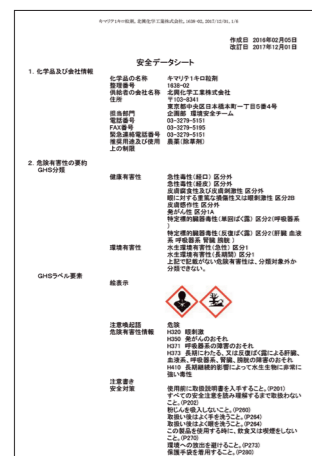 キマリテ1キロ粒剤, 北興化学工業株式会社, 1638-02, 2017/12/01, 1/6
作成日 2016年02月05日
改訂日 2017年12月01日
安全データシート
1. 化学品及び会社情報
化学品の名称 キマリテ1キロ粒剤
整理番号 1638-02
供給者の会社名称 北興化学工業株式会社
住所 〒103-8341
東京都中央区日本橋本町一丁目5番4号
担当部門 企画部 環境安全チーム
電話番号 03-3279-5151
FAX番号 03-3279-5195
緊急連絡電話番号 03-3279-5151
推奨用途及び使用上の制限 農薬(除草剤)
2. 危険有害性の要約
GHS分類
健康有害性 急性毒性(経口) 区分外
急性毒性(経皮) 区分外
皮膚腐食性及び皮膚刺激性 区分外
眼に対する重篤な損傷性又は眼刺激性 区分2B
皮膚感作性 区分外
発がん性 区分1A
特定標的臓器毒性(単回ばく露) 区分2(呼吸器系)
特定標的臓器毒性(反復ばく露) 区分2(肝臓 血液系 呼吸器系 腎臓 膀胱)
環境有害性 水生環境有害性(急性) 区分1
水生環境有害性(長期間) 区分1
上記で記載がない危険有害性は、分類対象外か分類できない。
GHSラベル要素
絵表示
注意喚起語 危険
危険有害性情報 H320 眼刺激
H350 発がんのおそれ
H371 呼吸器系の障害のおそれ
H373 長期にわたる、又は反復ばく露による肝臓、血液系、呼吸器系、腎臓、膀胱の障害のおそれ
H410 長期継続的影響によって水生生物に非常に強い毒性
注意書き
安全対策 使用前に取扱説明書を入手すること。(P201)
すべての安全注意を読み理解するまで取扱わないこと。(P202)
粉じんを吸入しないこと。(P260)
取扱い後はよく手を洗うこと。(P264)
取扱い後はよく眼を洗うこと。(P264)
この製品を使用する時に、飲食又は喫煙をしないこと。(P270)
環境への放出を避けること。(P273)
保護手袋を着用すること。(P280)